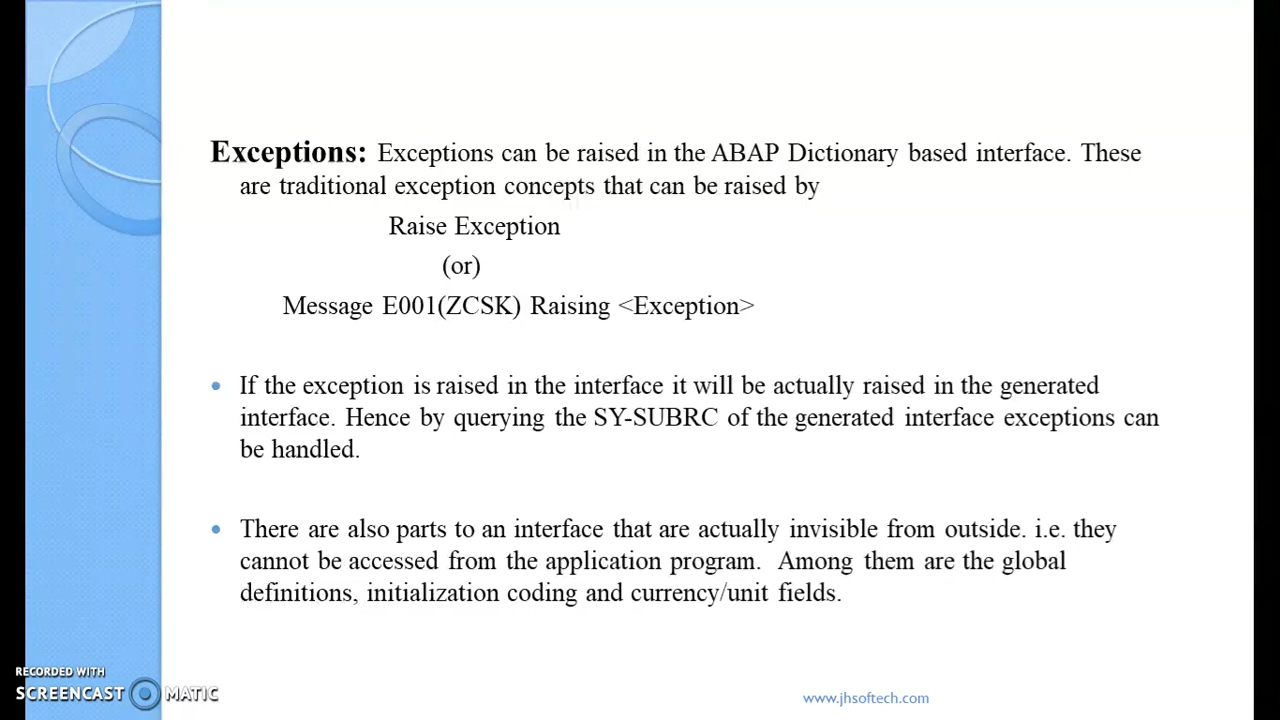 Exceptions: Exceptions can be raised in the ABAP Dictionary based interface. These
are traditional exception concepts that can be raised by
Raise Exception
(or)
Message E001(ZCSK) Raising <Exception>
• If the exception is raised in the interface it will be actually raised in the generated
interface. Hence by querying the SY-SUBRC of the generated interface exceptions can
be handled.
• There are also parts to an interface that are actually invisible from outside. i.e. they
cannot be accessed from the application program. Among them are the global
definitions, initialization coding and currency/unit fields.
RECORDED WITH
SCREENCAST MATIC
www.jhsoftech.com